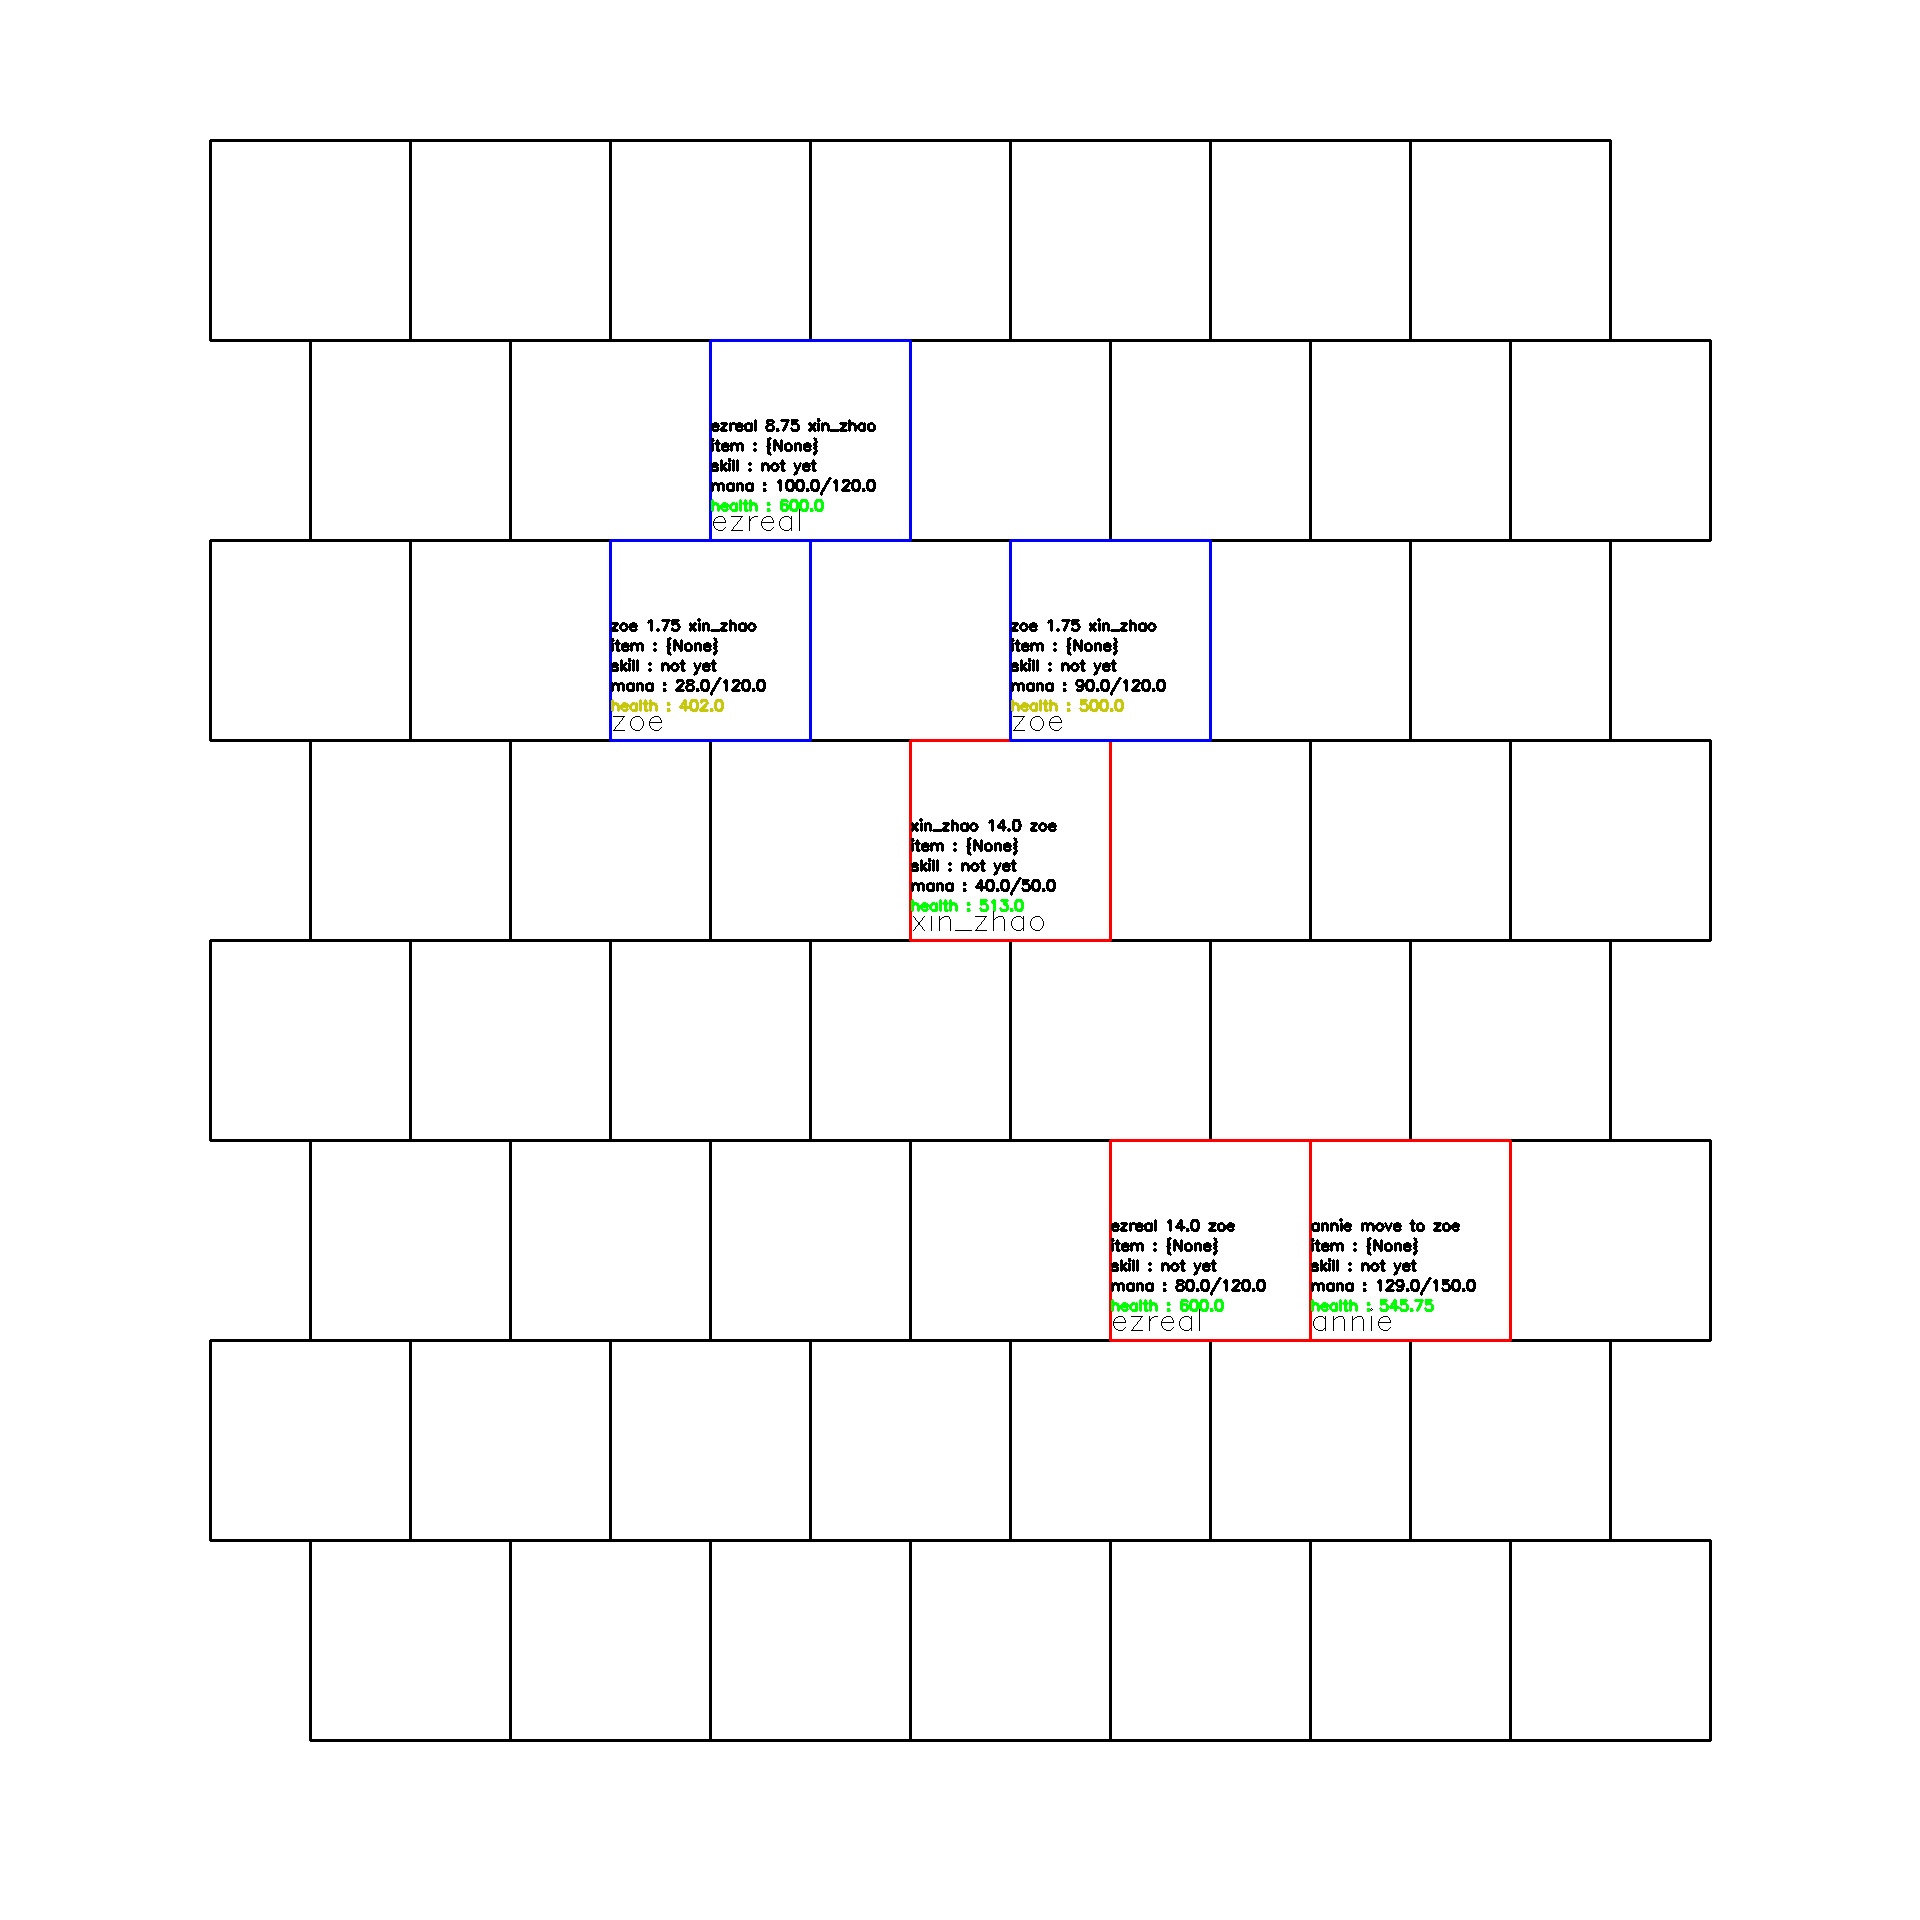 ezreal 8.75 xin_zhao
item : {None}
skill : not yet
mana : 100.0/120.0
health : 600.0
ezreal
zoe 1.75 xin_zhao
item : {None}
skill : not yet
mana : 28.0/120.0
health : 402.0
zoe
zoe 1.75 xin_zhao
item : {None}
skill : not yet
mana : 90.0/120.0
health : 500.0
zoe
xin_zhao 14.0 zoe
item : {None}
skill : not yet
mana : 40.0/50.0
health : 513.0
xin_zhao
ezreal 14.0 zoe
item : {None}
skill : not yet
mana : 80.0/120.0
health : 600.0
ezreal
annie move to zoe
item : {None}
skill : not yet
mana : 129.0/150.0
health : 545.75
annie